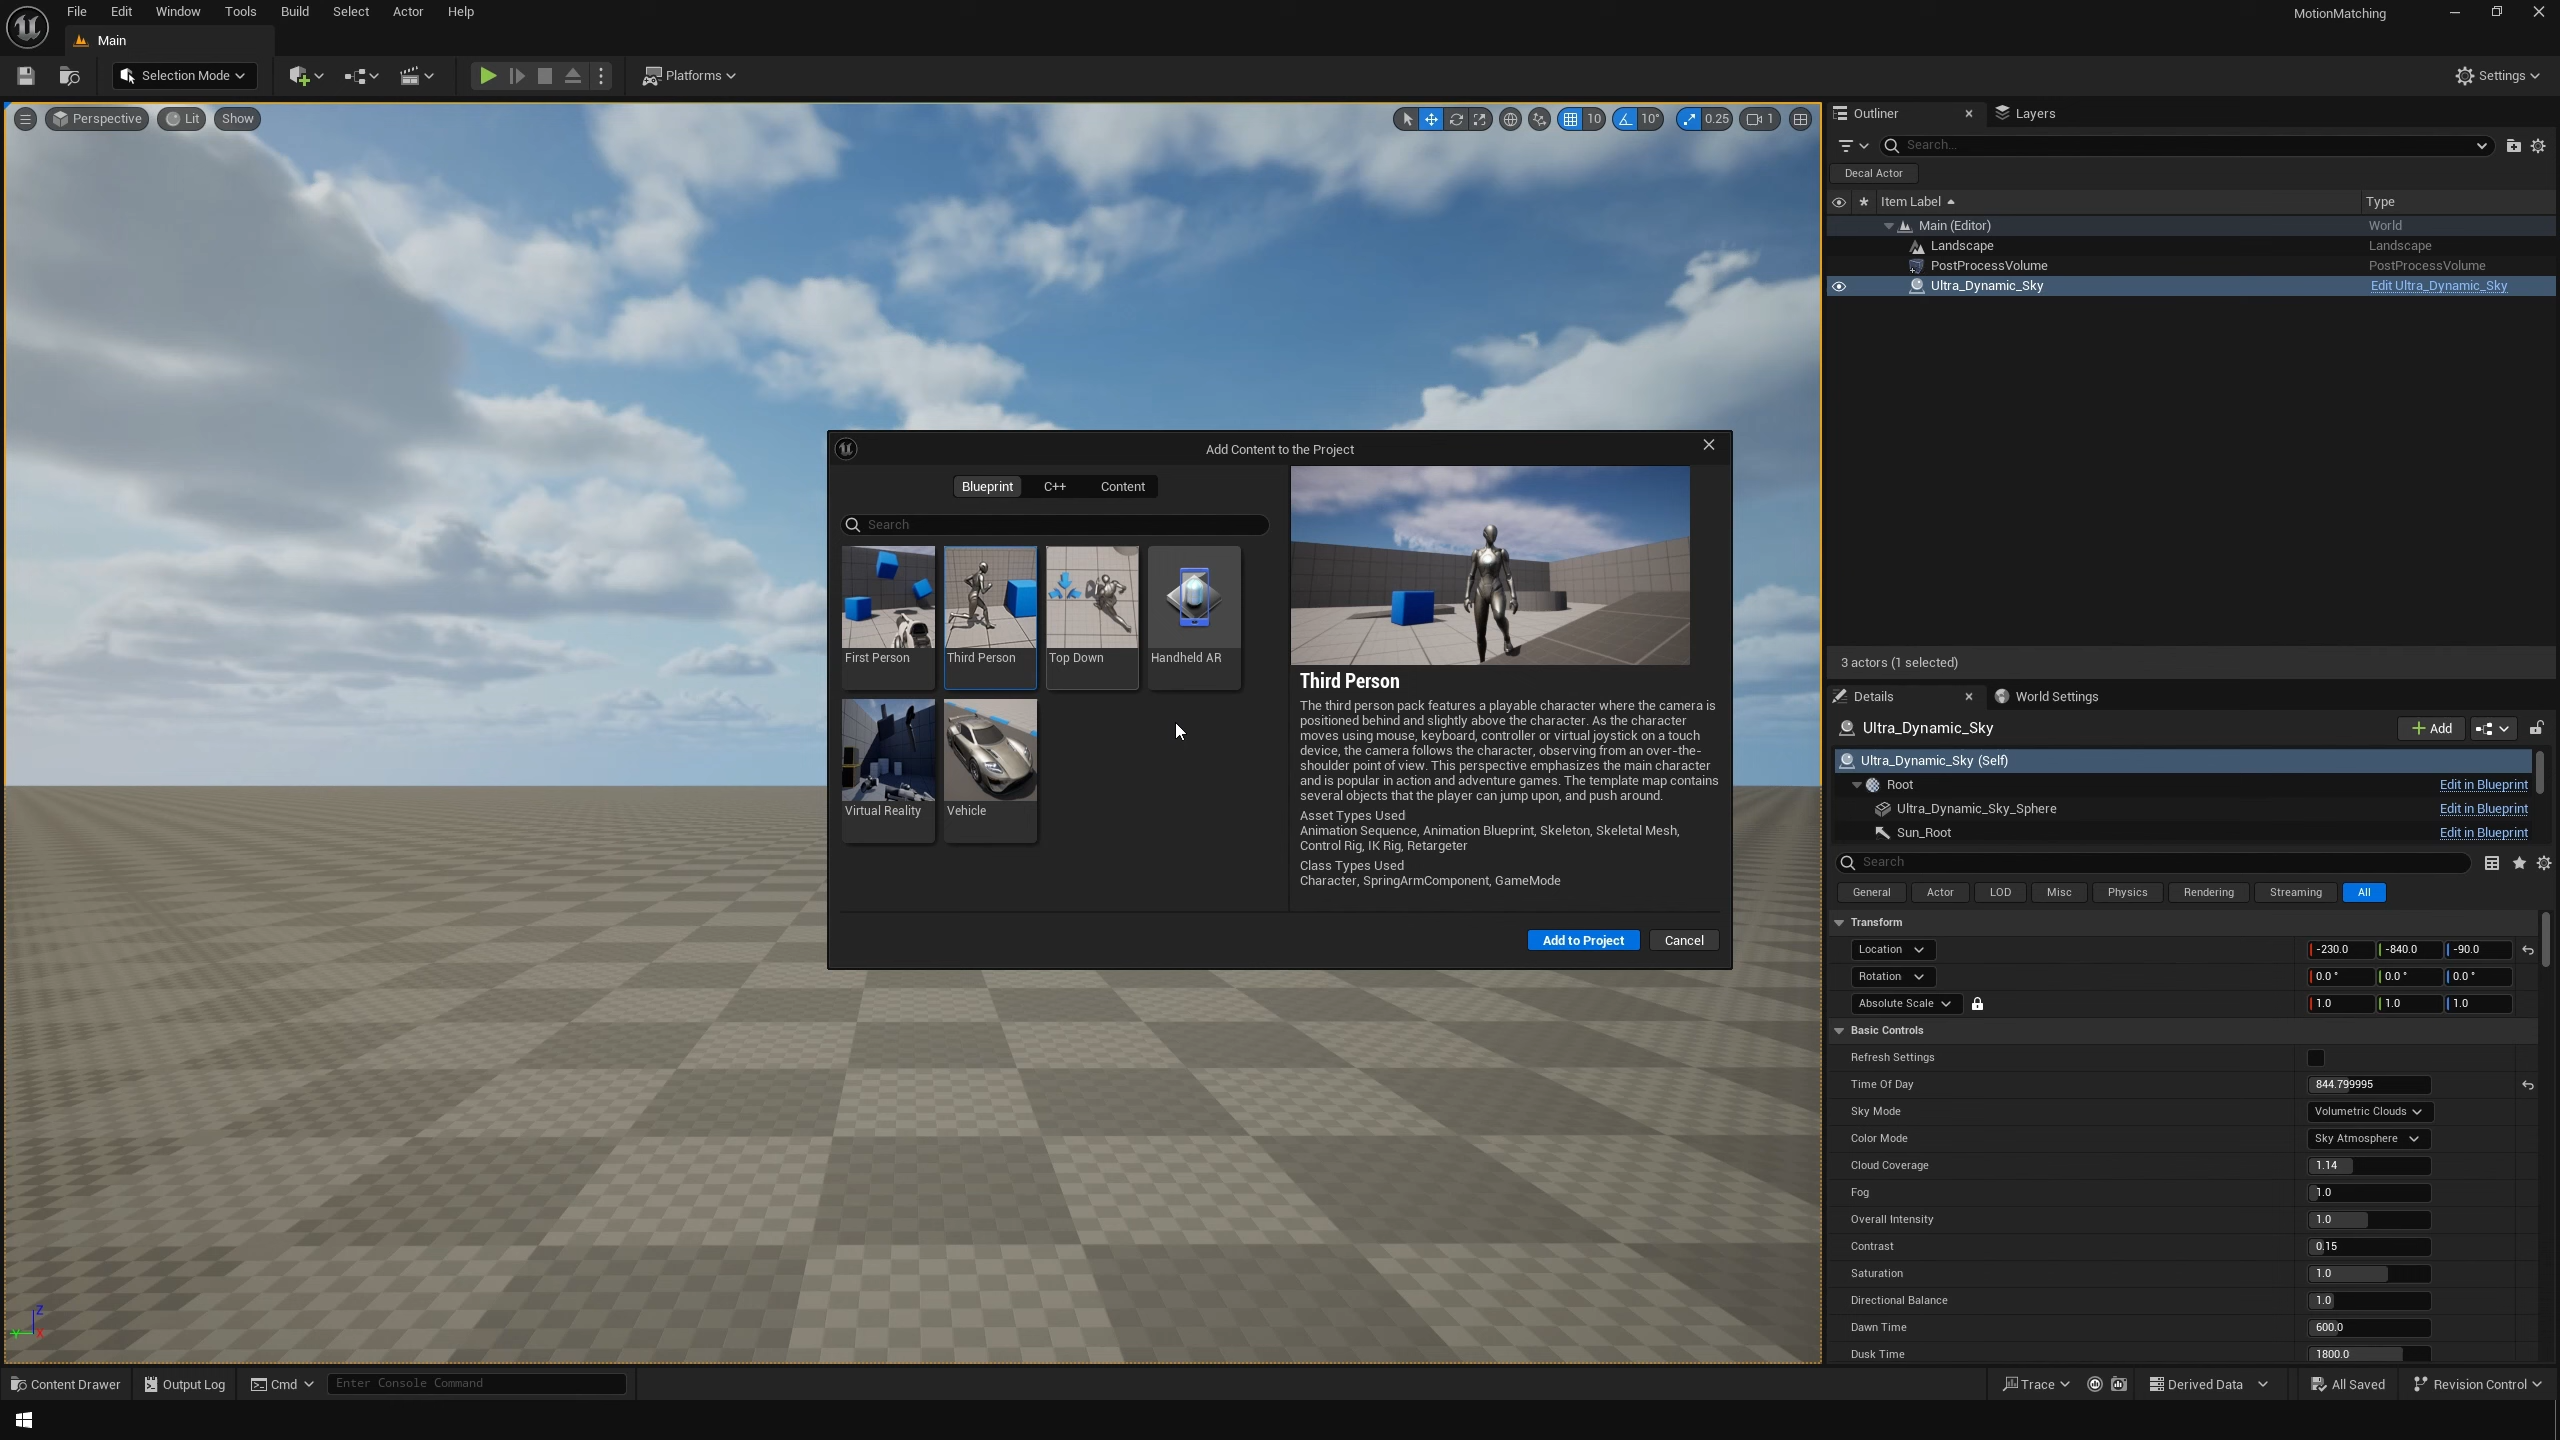 File Edit Window Tools Build Select Actor Help
MotionMatching
Main
Selection Mode
Platforms
Settings
Perspective Lit Show
10 10° 0.25 1
Outliner
Layers
Search...
Decal Actor
Item Label Type
Main (Editor) World
Landscape Landscape
PostProcessVolume PostProcessVolume
Ultra_Dynamic_Sky Edit Ultra_Dynamic_Sky
3 actors (1 selected)
Add Content to the Project
Blueprint C++ Content
Search
First Person
Third Person
Top Down
Handheld AR
Virtual Reality
Vehicle
Third Person
The third person pack features a playable character where the camera is
positioned behind and slightly above the character. As the character
moves using mouse, keyboard, controller or virtual joystick on a touch
device, the camera follows the character, observing from an over-the-
shoulder point of view. This perspective emphasizes the main character
and is popular in action and adventure games. The template map contains
several objects that the player can jump upon, and push around.
Asset Types Used
Animation Sequence, Animation Blueprint, Skeleton, Skeletal Mesh,
Control Rig, IK Rig, Retargeter
Class Types Used
Character, SpringArmComponent, GameMode
Add to Project
Cancel
Details
World Settings
Ultra_Dynamic_Sky
Add
Ultra_Dynamic_Sky (Self)
Root Edit in Blueprint
Ultra_Dynamic_Sky_Sphere Edit in Blueprint
Sun_Root Edit in Blueprint
Search
General Actor LOD Misc Physics Rendering Streaming All
Transform
Location -230.0 -840.0 -90.0
Rotation 0.0 ° 0.0 ° 0.0 °
Absolute Scale 1.0 1.0 1.0
Basic Controls
Refresh Settings
Time Of Day 844.799995
Sky Mode Volumetric Clouds
Color Mode Sky Atmosphere
Cloud Coverage 1.14
Fog 1.0
Overall Intensity 1.0
Contrast 0.15
Saturation 1.0
Directional Balance 1.0
Dawn Time 600.0
Dusk Time 1800.0
Z
Y X
Content Drawer
Output Log
Cmd
Enter Console Command
Trace
Derived Data
All Saved
Revision Control